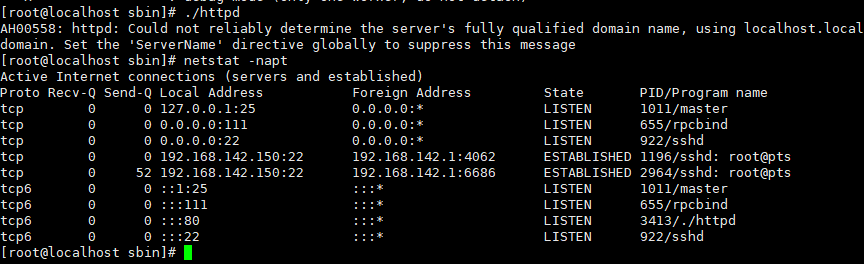 [root@localhost sbin]# ./httpd
AH00558: httpd: Could not reliably determine the server's fully qualified domain name, using localhost.local
domain. Set the 'ServerName' directive globally to suppress this message
[root@localhost sbin]# netstat -napt
Active Internet connections (servers and established)
Proto Recv-Q Send-Q Local Address           Foreign Address         State       PID/Program name
tcp        0      0 127.0.0.1:25            0.0.0.0:*               LISTEN      1011/master
tcp        0      0 0.0.0.0:111             0.0.0.0:*               LISTEN      655/rpcbind
tcp        0      0 0.0.0.0:22              0.0.0.0:*               LISTEN      922/sshd
tcp        0      0 192.168.142.150:22      192.168.142.1:4062      ESTABLISHED 1196/sshd: root@pts
tcp        0     52 192.168.142.150:22      192.168.142.1:6686      ESTABLISHED 2964/sshd: root@pts
tcp6       0      0 ::1:25                  :::*                    LISTEN      1011/master
tcp6       0      0 :::111                  :::*                    LISTEN      655/rpcbind
tcp6       0      0 :::80                   :::*                    LISTEN      3413/./httpd
tcp6       0      0 :::22                   :::*                    LISTEN      922/sshd
[root@localhost sbin]#